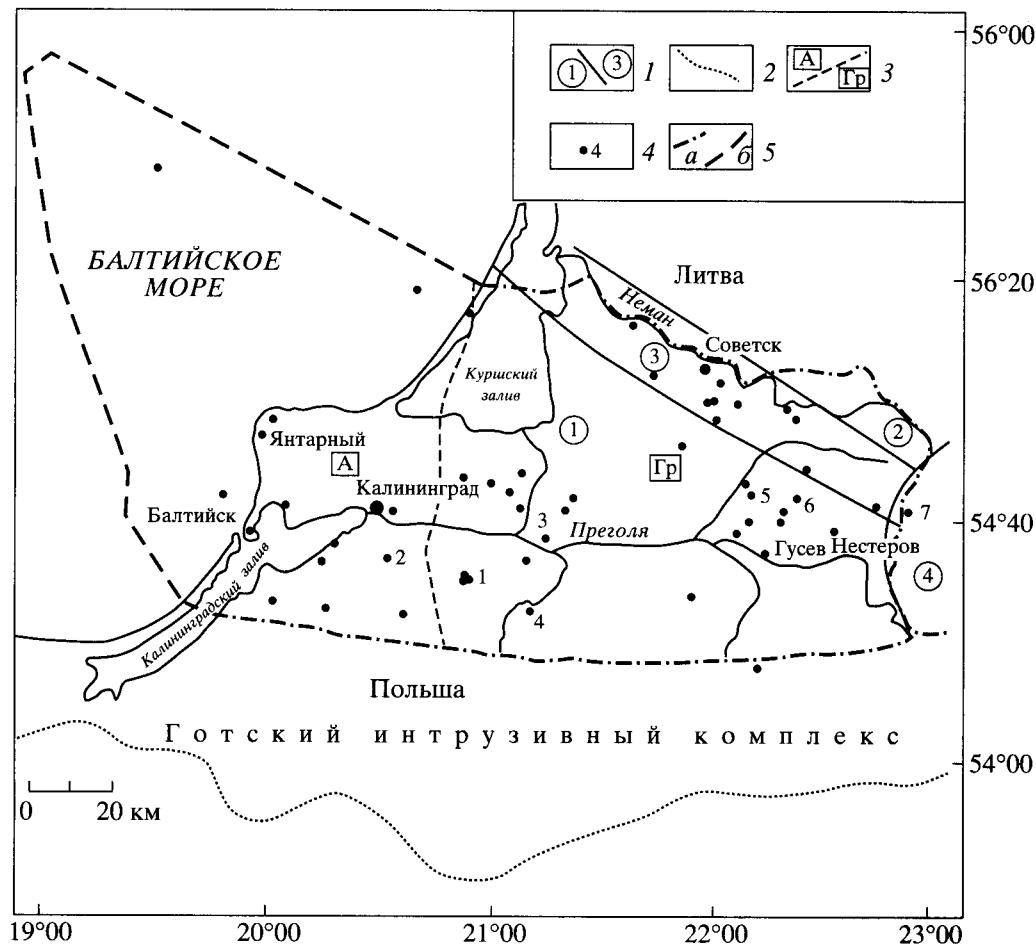 56°00
1 3 1
2
А Гр 3
4 4
а б 5
БАЛТИЙСКОЕ
МОРЕ
Литва
56°20
Неман
Советск
3
Куршский
залив
1
2
Янтарный
А
Гр
Калининград
5
6
7
Балтийск
3
Преголя
54°40
Гусев
Нестеров
2
1
4
Калининградский залив
4
Польша
Готский интрузивный комплекс
54°00
0 20 км
19°00 20°00 21°00 22°00 23°00